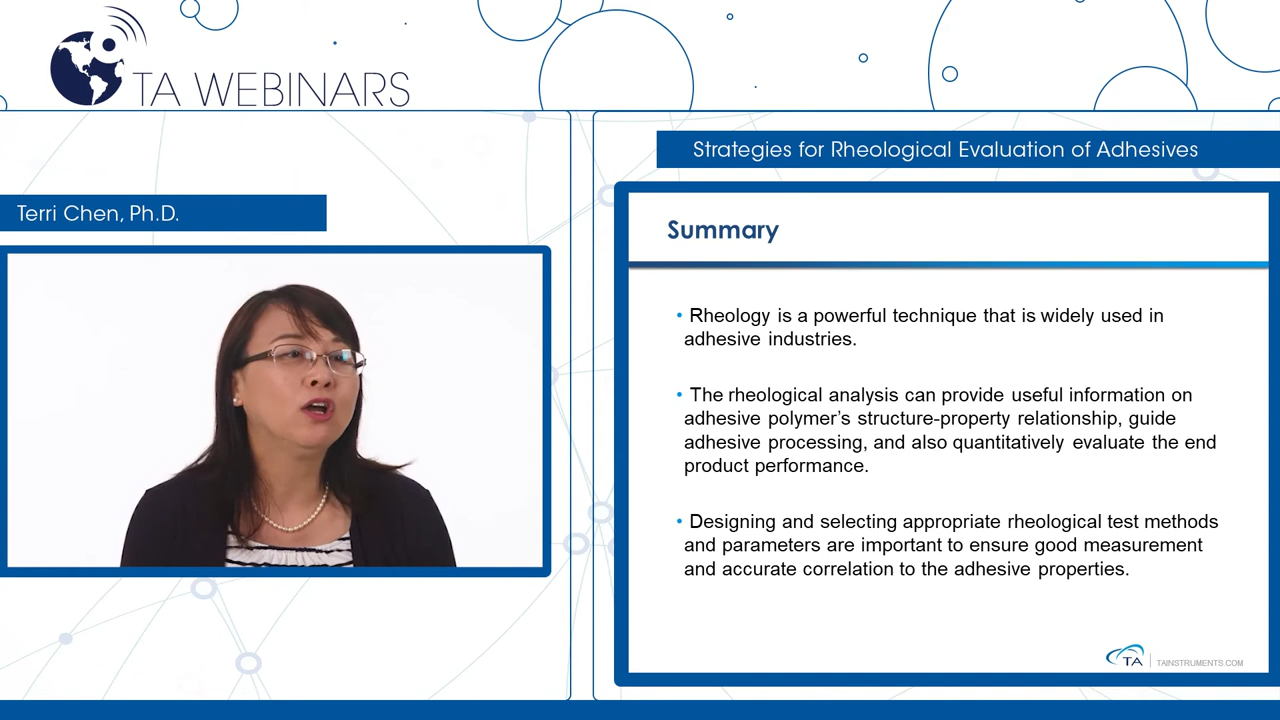 TA WEBINARS
Strategies for Rheological Evaluation of Adhesives
Terri Chen, Ph.D.
Summary
• Rheology is a powerful technique that is widely used in
adhesive industries.
• The rheological analysis can provide useful information on
adhesive polymer’s structure-property relationship, guide
adhesive processing, and also quantitatively evaluate the end
product performance.
• Designing and selecting appropriate rheological test methods
and parameters are important to ensure good measurement
and accurate correlation to the adhesive properties.
TA
TAINSTRUMENTS.COM